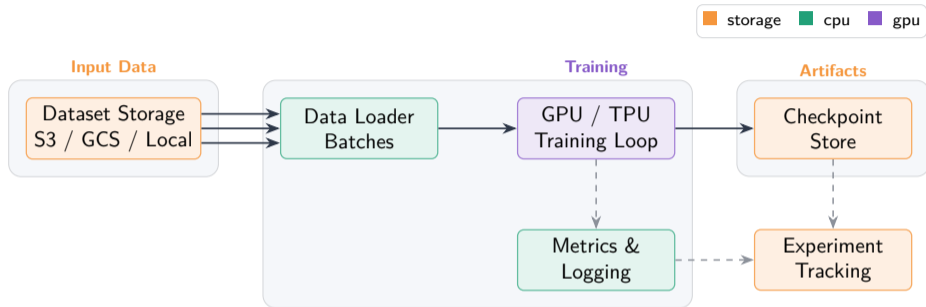 storage
cpu
gpu
Input Data
Training
Artifacts
Dataset Storage
S3 / GCS / Local
Data Loader
Batches
GPU / TPU
Training Loop
Checkpoint
Store
Metrics &
Logging
Experiment
Tracking